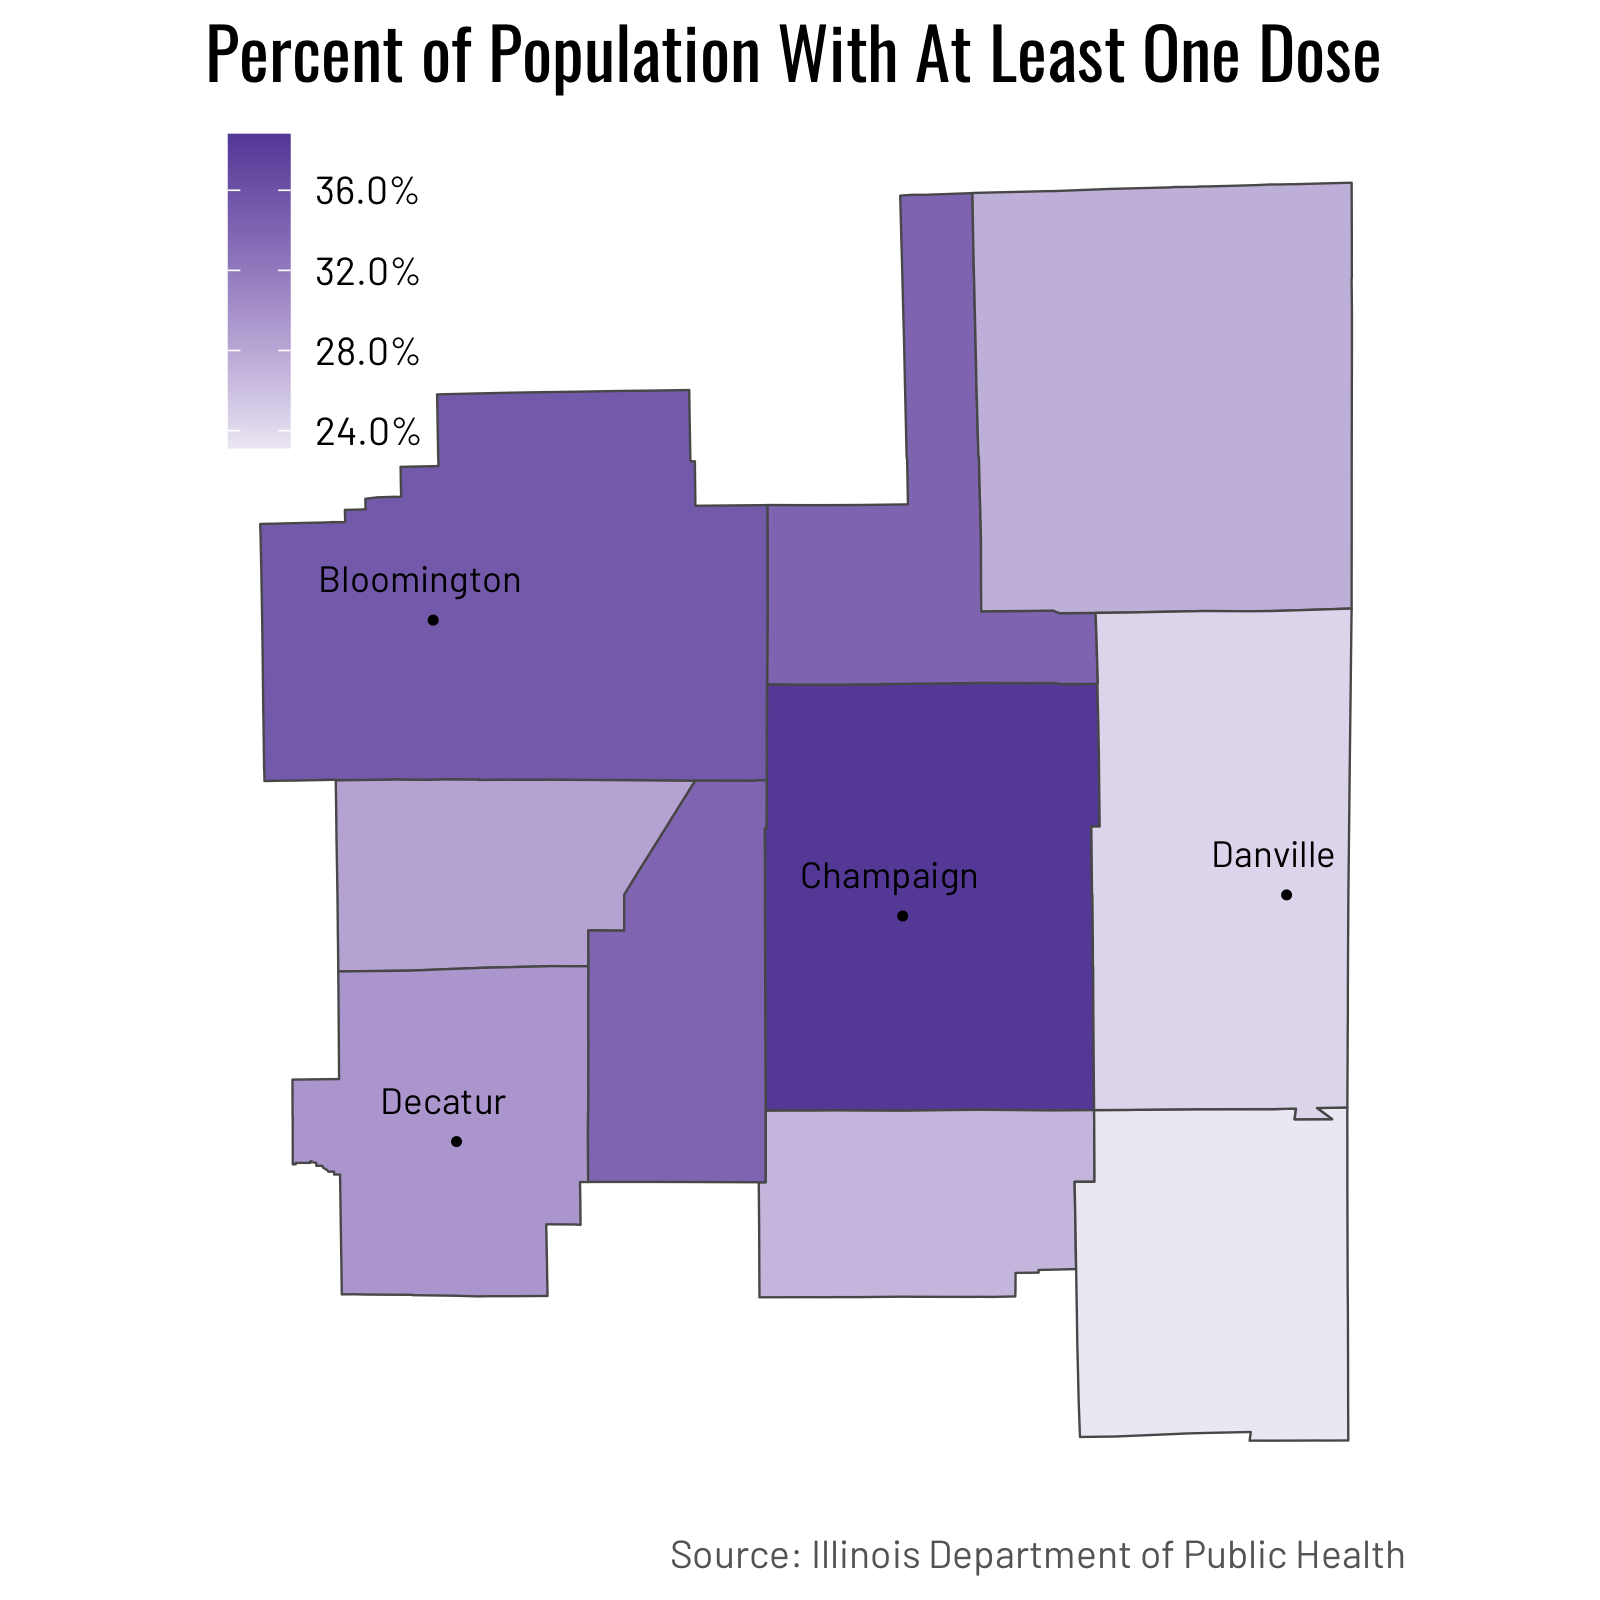 Percent of Population With At Least One Dose
36.0%
32.0%
28.0%
24.0%
Bloomington
Danville
Champaign
Decatur
Source: Illinois Department of Public Health